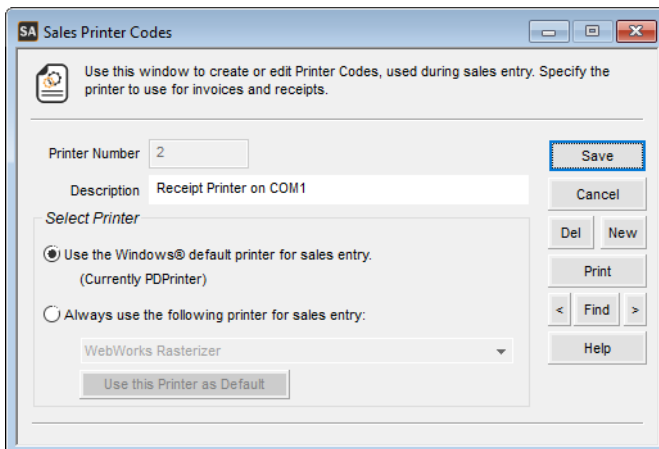 SA Sales Printer Codes
Use this window to create or edit Printer Codes, used during sales entry. Specify the
printer to use for invoices and receipts.
Printer Number 2
Description Receipt Printer on COM1
Select Printer
Use the Windows® default printer for sales entry.
(Currently PDPrinter)
Always use the following printer for sales entry:
WebWorks Rasterizer
Use this Printer as Default
Save
Cancel
Del New
Print
< Find >
Help